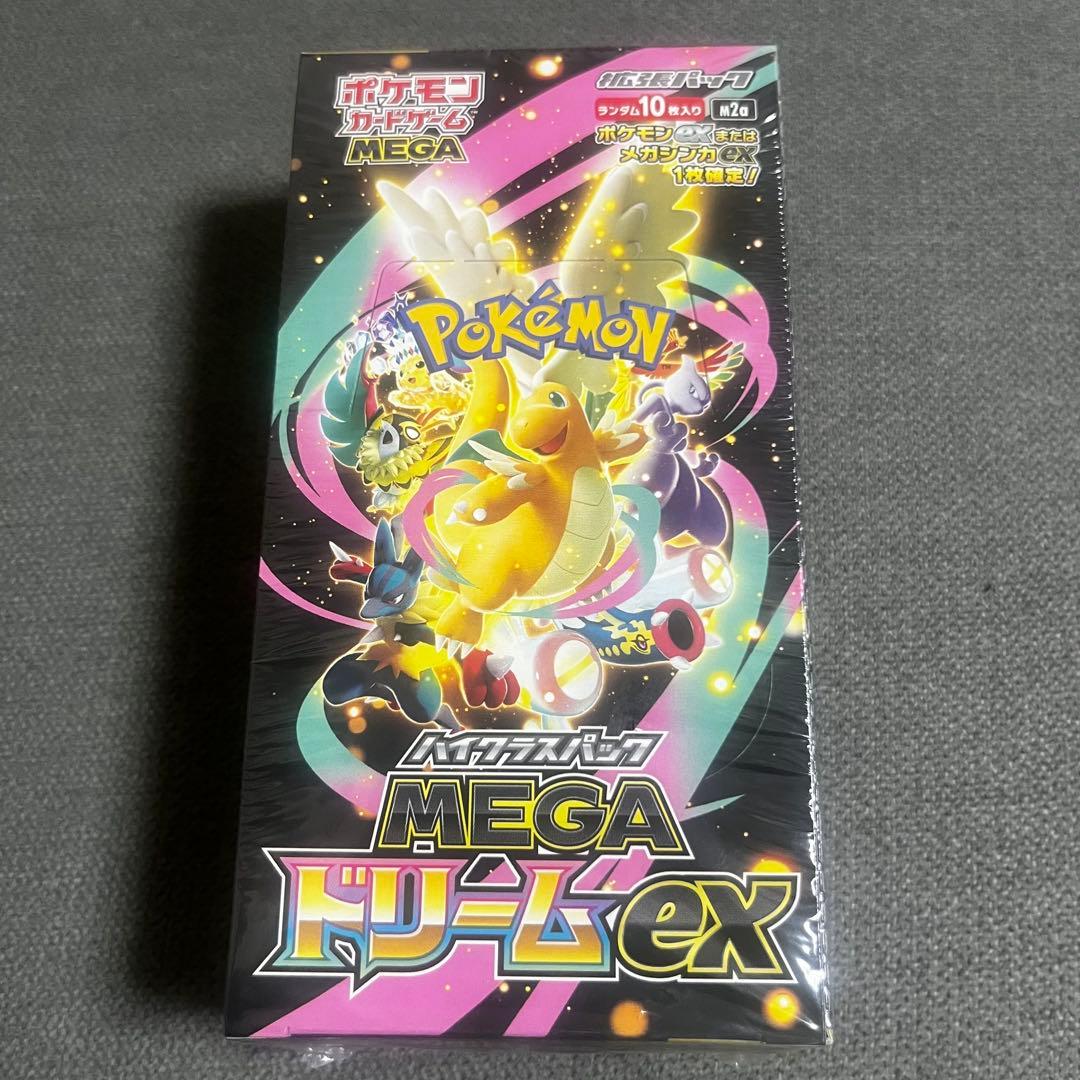 ポケモン
カードゲーム
MEGA
拡張パック
ランダム10枚入り M2a
ポケモンexまたは
メガシンカex
1枚確定!
POKéMON
TM
ハイクラスパック
MEGA
ドリームex